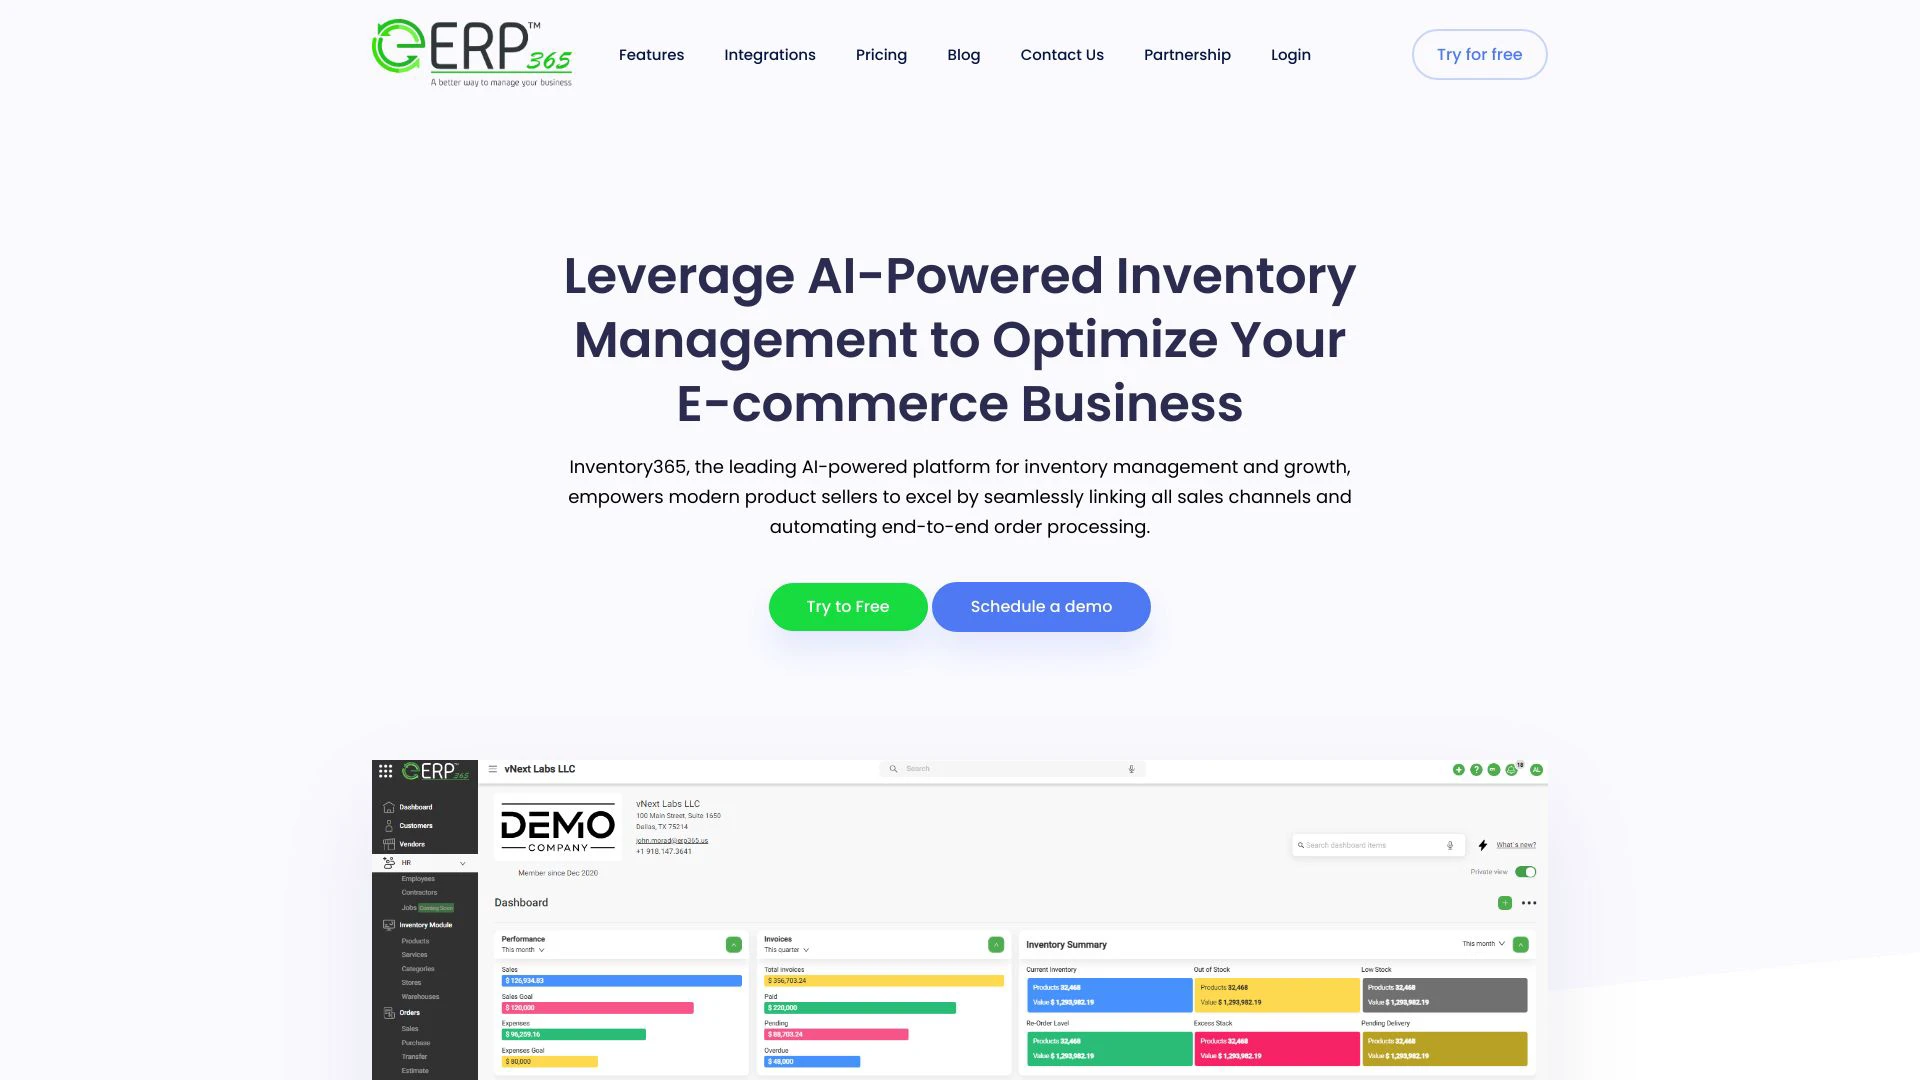 ERP™ 365
A better way to manage your business
Features
Integrations
Pricing
Blog
Contact Us
Partnership
Login
Try for free
Leverage AI-Powered Inventory
Management to Optimize Your
E-commerce Business
Inventory365, the leading AI-powered platform for inventory management and growth,
empowers modern product sellers to excel by seamlessly linking all sales channels and
automating end-to-end order processing.
Try to Free
Schedule a demo
ERP 365
vNext Labs LLC
Search
18
AL
Dashboard
Customers
Vendors
HR
Employees
Contractors
Jobs Coming Soon
Inventory Module
Products
Services
Categories
Stores
Warehouses
Orders
Sales
Purchase
Transfer
Estimate
DEMO
COMPANY
Member since Dec 2020
vNext Labs LLC
100 Main Street, Suite 1650
Dallas, TX 75214
john.morad@erp365.us
+1 918.147.3641
Search dashboard items
What's new?
Private view
Dashboard
Performance
This month
Sales
$ 126,934.83
Sales Goal
$ 120,000
Expenses
$ 96,259.16
Expenses Goal
$ 80,000
Invoices
This quarter
Total Invoices
$ 356,703.24
Paid
$ 220,000
Pending
$ 88,703.24
Overdue
$ 48,000
Inventory Summary
This month
Current Inventory
Products 32,468
Value $ 1,293,982.19
Out of Stock
Products 32,468
Value $ 1,293,982.19
Low Stock
Products 32,468
Value $ 1,293,982.19
Re-Order Lavel
Products 32,468
Value $ 1,293,982.19
Excess Stack
Products 32,468
Value $ 1,293,982.19
Pending Delivery
Products 32,468
Value $ 1,293,982.19